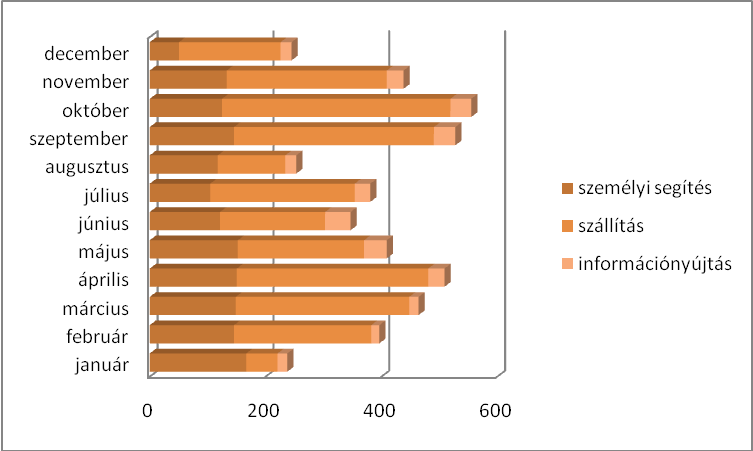 december
november
október
szeptember
augusztus
július
június
május
április
március
február
január
0 200 400 600
személyi segítés
szállítás
információnyújtás